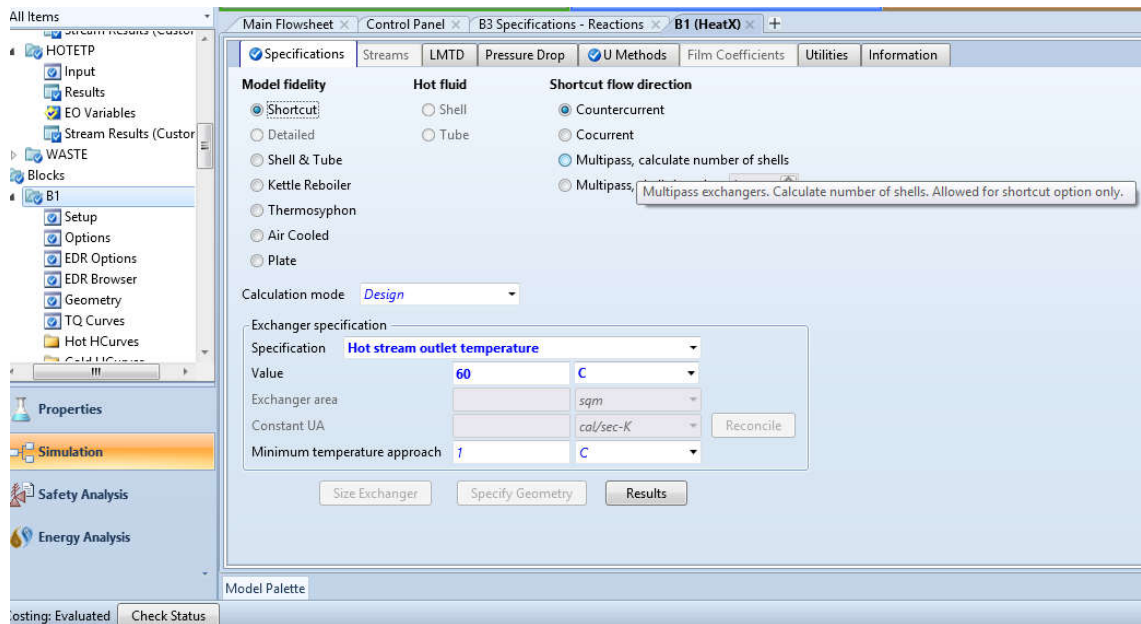 All Items
Main Flowsheet × Control Panel × B3 Specifications - Reactions × B1 (HeatX) × +
HOTETP
Input
Results
EO Variables
Stream Results (Custor
WASTE
Blocks
B1
Setup
Options
EDR Options
EDR Browser
Geometry
TQ Curves
Hot HCurves
Properties
Simulation
Safety Analysis
Energy Analysis
Costing: Evaluated Check Status
Specifications Streams LMTD Pressure Drop U Methods Film Coefficients Utilities Information
Model fidelity Hot fluid Shortcut flow direction
Shortcut Shell Countercurrent
Detailed Tube Cocurrent
Shell & Tube Multipass, calculate number of shells
Kettle Reboiler Multipass,
Multipass exchangers. Calculate number of shells. Allowed for shortcut option only.
Thermosyphon
Air Cooled
Plate
Calculation mode Design
Exchanger specification
Specification Hot stream outlet temperature
Value 60 C
Exchanger area sqm
Constant UA cal/sec-K Reconcile
Minimum temperature approach 1 C
Size Exchanger Specify Geometry Results
Model Palette